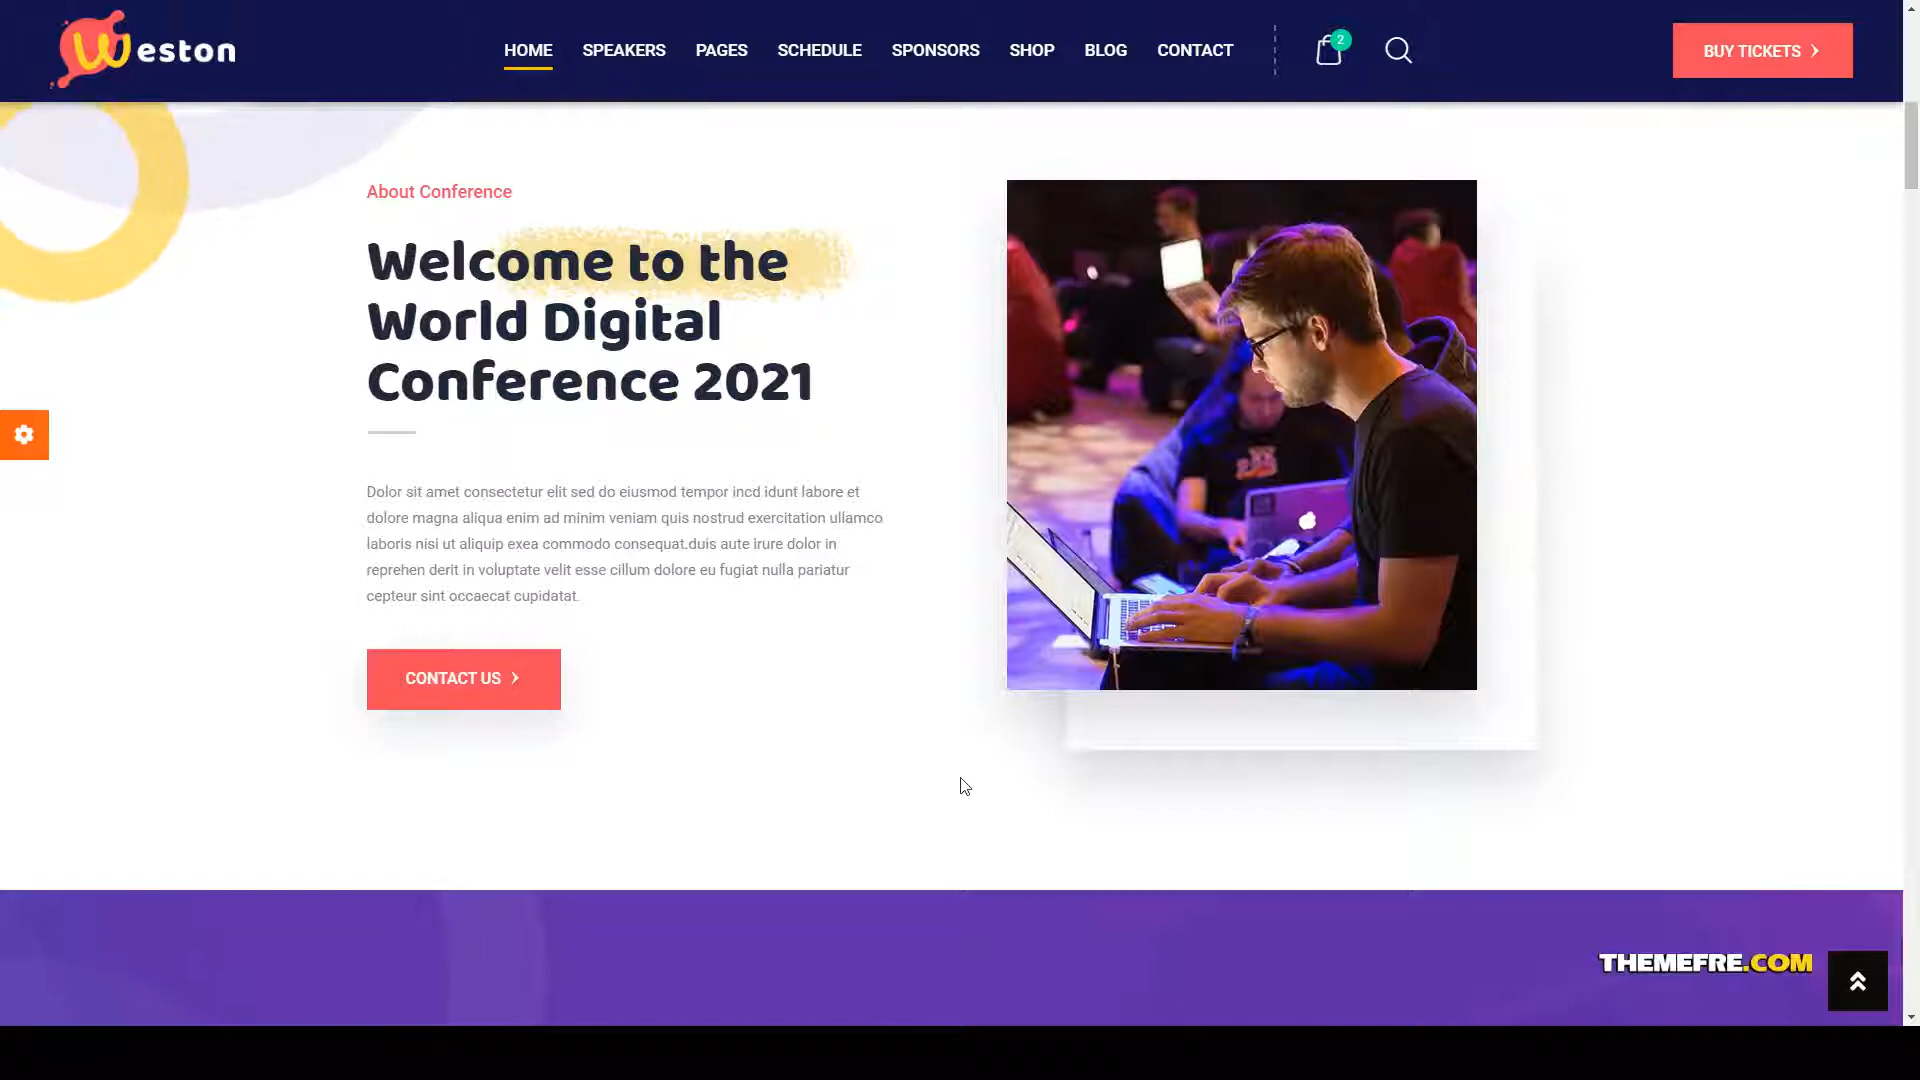 Weston
HOME SPEAKERS PAGES SCHEDULE SPONSORS SHOP BLOG CONTACT 2 BUY TICKETS
About Conference
Welcome to the
World Digital
Conference 2021
Dolor sit amet consectetur elit sed do eiusmod tempor incd idunt labore et
dolore magna aliqua enim ad minim veniam quis nostrud exercitation ullamco
laboris nisi ut aliquip exea commodo consequat.duis aute irure dolor in
reprehen derit in voluptate velit esse cillum dolore eu fugiat nulla pariatur
cepteur sint occaecat cupidatat.
CONTACT US
THEMEFRE.COM